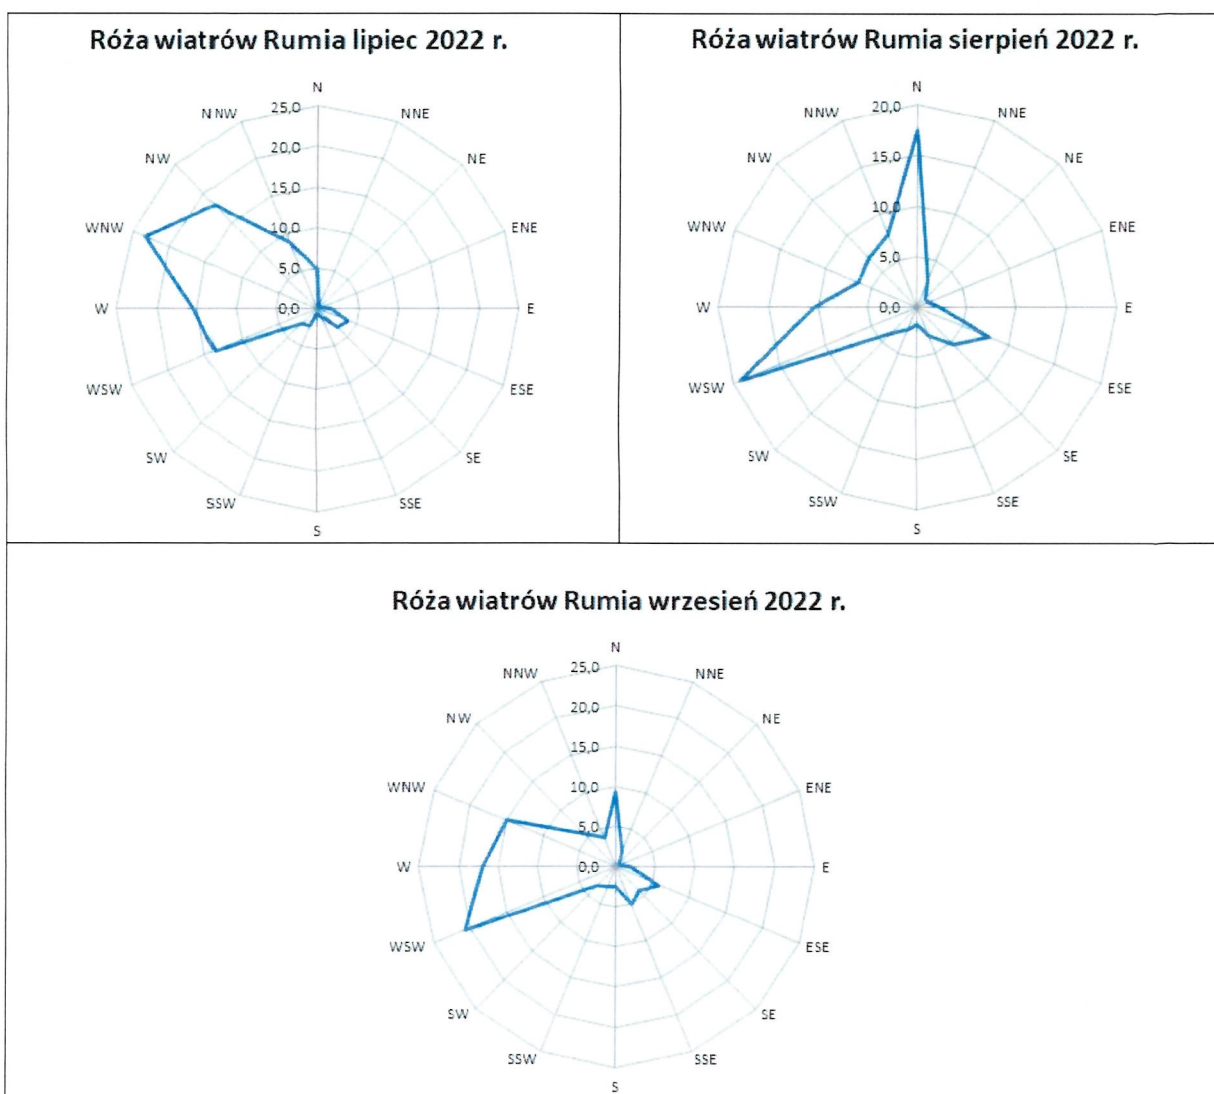 Róża wiatrów Rumia lipiec 2022 r.
N
NNE
NE
ENE
E
ESE
SE
SSE
S
SSW
SW
WSW
W
WNW
NW
NNW
25,0
20,0
15,0
10,0
5,0
0,0
Róża wiatrów Rumia sierpień 2022 r.
N
NNE
NE
ENE
E
ESE
SE
SSE
S
SSW
SW
WSW
W
WNW
NW
NNW
20,0
15,0
10,0
5,0
0,0
Róża wiatrów Rumia wrzesień 2022 r.
N
NNE
NE
ENE
E
ESE
SE
SSE
S
SSW
SW
WSW
W
WNW
NW
NNW
25,0
20,0
15,0
10,0
5,0
0,0